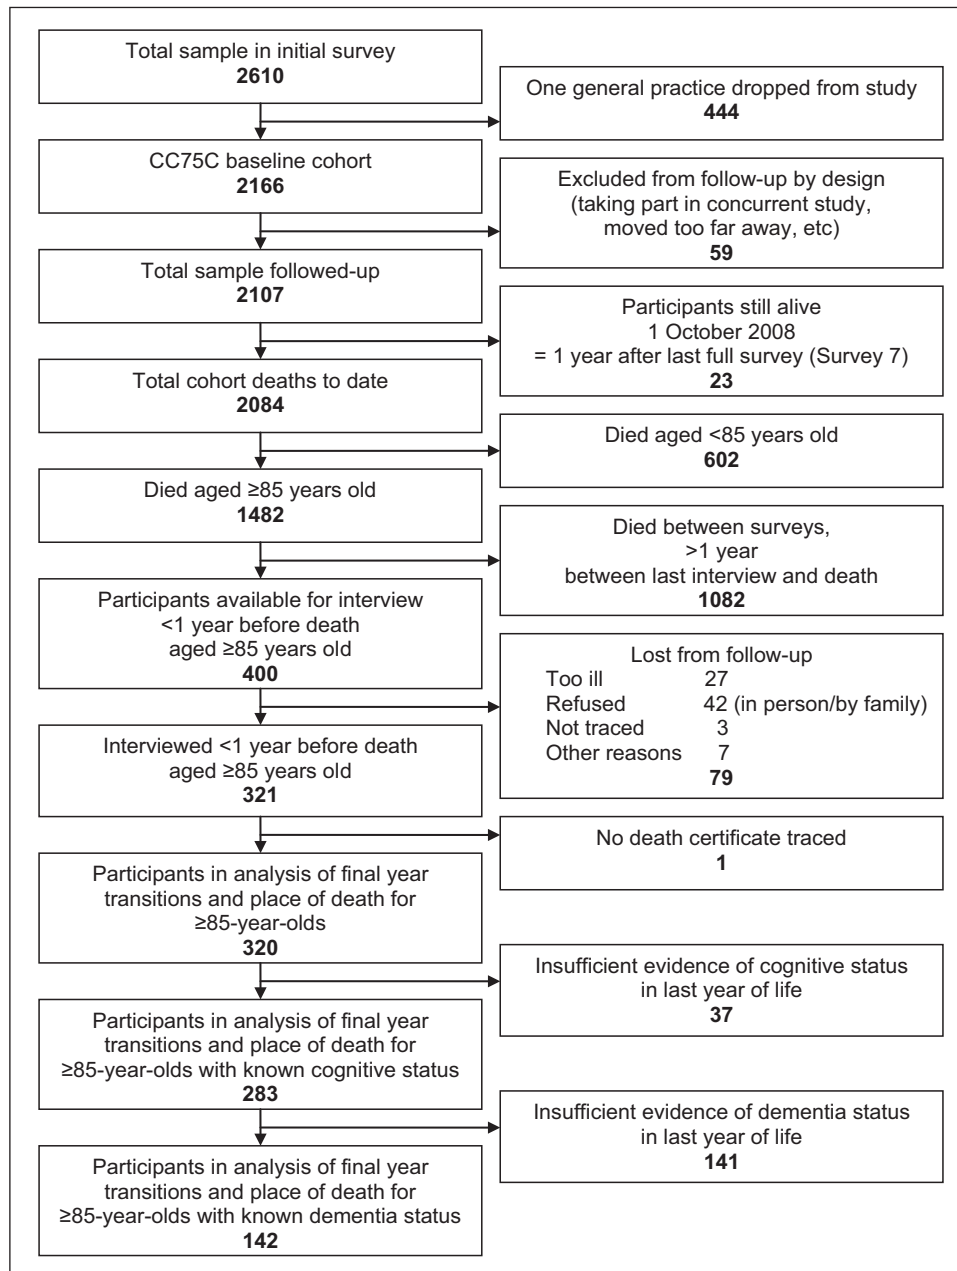 Total sample in initial survey
2610
One general practice dropped from study
444
CC75C baseline cohort
2166
Excluded from follow-up by design
(taking part in concurrent study,
moved too far away, etc)
59
Total sample followed-up
2107
Participants still alive
1 October 2008
= 1 year after last full survey (Survey 7)
23
Total cohort deaths to date
2084
Died aged <85 years old
602
Died aged ≥85 years old
1482
Died between surveys,
>1 year
between last interview and death
1082
Participants available for interview
<1 year before death
aged ≥85 years old
400
Lost from follow-up
Too ill 27
Refused 42 (in person/by family)
Not traced 3
Other reasons 7
79
Interviewed <1 year before death
aged ≥85 years old
321
No death certificate traced
1
Participants in analysis of final year
transitions and place of death for
≥85-year-olds
320
Insufficient evidence of cognitive status
in last year of life
37
Participants in analysis of final year
transitions and place of death for
≥85-year-olds with known cognitive status
283
Insufficient evidence of dementia status
in last year of life
141
Participants in analysis of final year
transitions and place of death for
≥85-year-olds with known dementia status
142